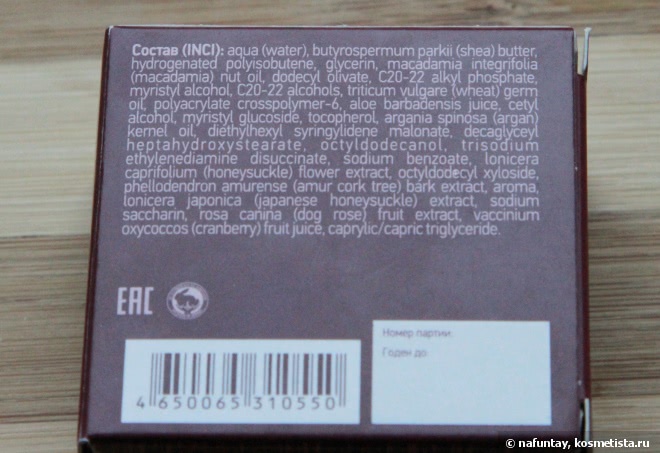 Состав (INCI): aqua (water), butyrospermum parkii (shea) butter,
hydrogenated polyisobutene, glycerin, macadamia integrifolia
(macadamia) nut oil, dodecyl olivate, C20-22 alkyl phosphate,
myristyl alcohol, C20-22 alcohols, triticum vulgare (wheat) germ
oil, polyacrylate crosspolymer-6, aloe barbadensis juice, cetyl
alcohol, myristyl glucoside, tocopherol, argania spinosa (argan)
kernel oil, diethylhexyl syringylidene malonate, decaglyceyl
heptahydroxystearate, octyldodecanol, trisodium
ethylenediamine disuccinate, sodium benzoate, lonicera
caprifolium (honeysuckle) flower extract, octyldodecyl xyloside,
phellodendron amurense (amur cork tree) bark extract, aroma,
lonicera japonica (japanese honeysuckle) extract, sodium
saccharin, rosa canina (dog rose) fruit extract, vaccinium
oxycoccos (cranberry) fruit juice, caprylic/capric triglyceride.
EAC
Номер партии:
Годен до:
4 650065 310550
© nafuntay, kosmetista.ru